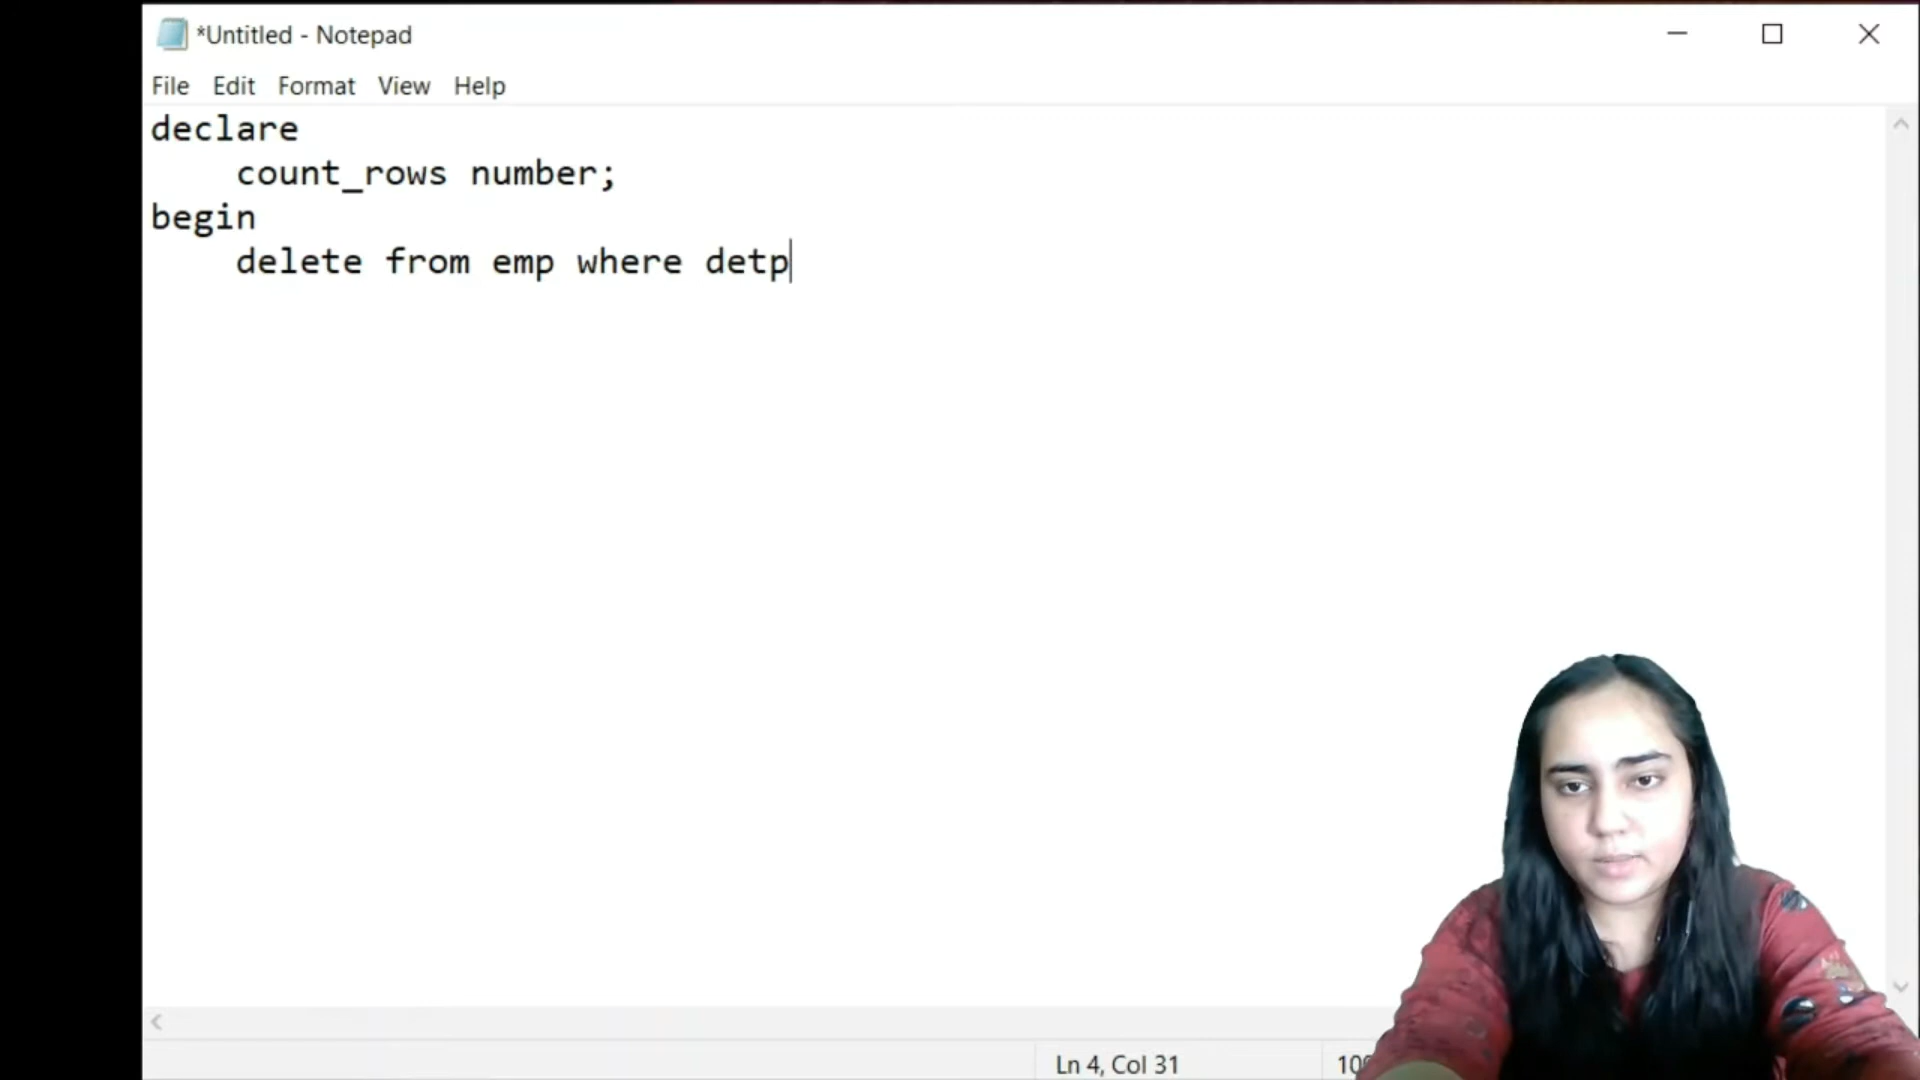 *Untitled - Notepad
File Edit Format View Help
declare
count_rows number;
begin
delete from emp where detp
Ln 4, Col 31